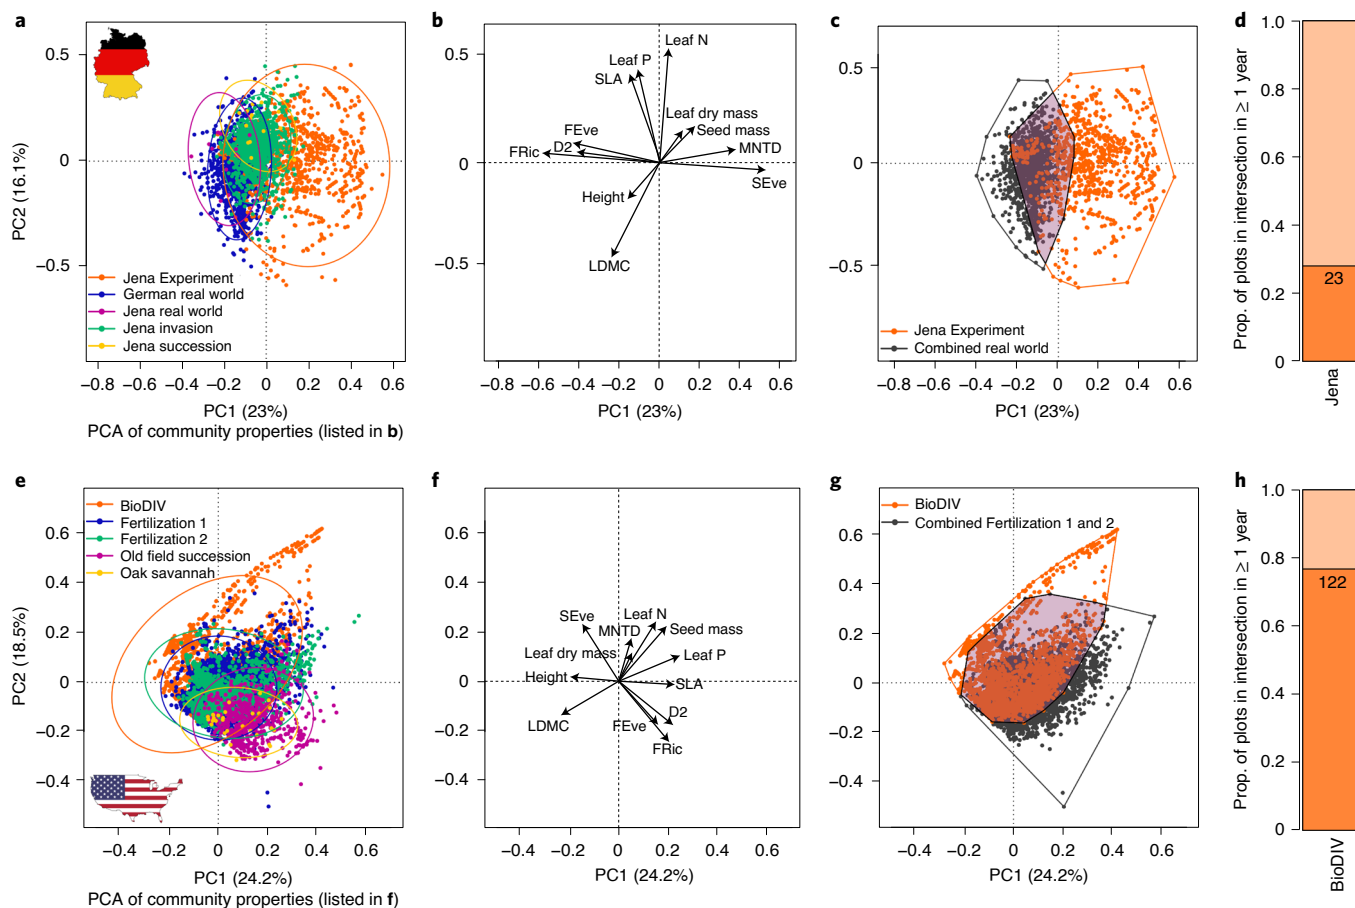 a
0.5
0
−0.5
PC2 (16.1%)
Jena Experiment
German real world
Jena real world
Jena invasion
Jena succession
−0.8 −0.6 −0.4 −0.2 0 0.2 0.4 0.6
PC1 (23%)
PCA of community properties (listed in b)
b
0.5
0
−0.5
Leaf N
Leaf P
SLA
Leaf dry mass
Seed mass
FEve
D2
FRic
MNTD
SEve
Height
LDMC
−0.8 −0.6 −0.4 −0.2 0 0.2 0.4 0.6
PC1 (23%)
c
0.5
0
−0.5
Jena Experiment
Combined real world
−0.8 −0.6 −0.4 −0.2 0 0.2 0.4 0.6
PC1 (23%)
d
Prop. of plots in intersection in ≥ 1 year
1.0
0.8
0.6
0.4
0.2
0
23
Jena
e
BioDIV
Fertilization 1
Fertilization 2
Old field succession
Oak savannah
0.6
0.4
0.2
0
−0.2
−0.4
PC2 (18.5%)
−0.4 −0.2 0 0.2 0.4 0.6
PC1 (24.2%)
PCA of community properties (listed in f)
f
0.6
0.4
0.2
0
−0.2
−0.4
SEve
Leaf N
MNTD
Seed mass
Leaf dry mass
Leaf P
Height
SLA
LDMC
D2
FEve
FRic
−0.4 −0.2 0 0.2 0.4 0.6
PC1 (24.2%)
g
BioDIV
Combined Fertilization 1 and 2
0.6
0.4
0.2
0
−0.2
−0.4
−0.4 −0.2 0 0.2 0.4 0.6
PC1 (24.2%)
h
Prop. of plots in intersection in ≥ 1 year
1.0
0.8
0.6
0.4
0.2
0
122
BioDIV